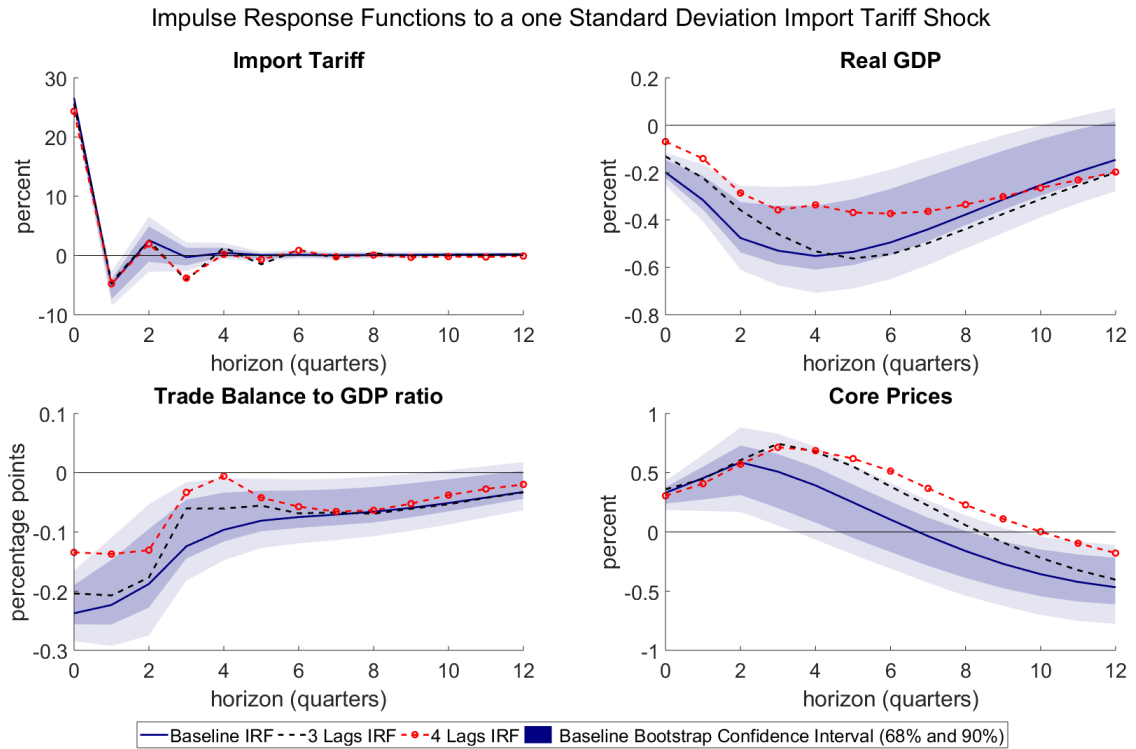 Impulse Response Functions to a one Standard Deviation Import Tariff Shock
Import Tariff
30
20
10
0
-10
percent
0 2 4 6 8 10 12
horizon (quarters)
Real GDP
0.2
0
-0.2
-0.4
-0.6
-0.8
percent
0 2 4 6 8 10 12
horizon (quarters)
Trade Balance to GDP ratio
0.1
0
-0.1
-0.2
-0.3
percentage points
0 2 4 6 8 10 12
horizon (quarters)
Core Prices
1
0.5
0
-0.5
-1
percent
0 2 4 6 8 10 12
horizon (quarters)
Baseline IRF 3 Lags IRF 4 Lags IRF Baseline Bootstrap Confidence Interval (68% and 90%)